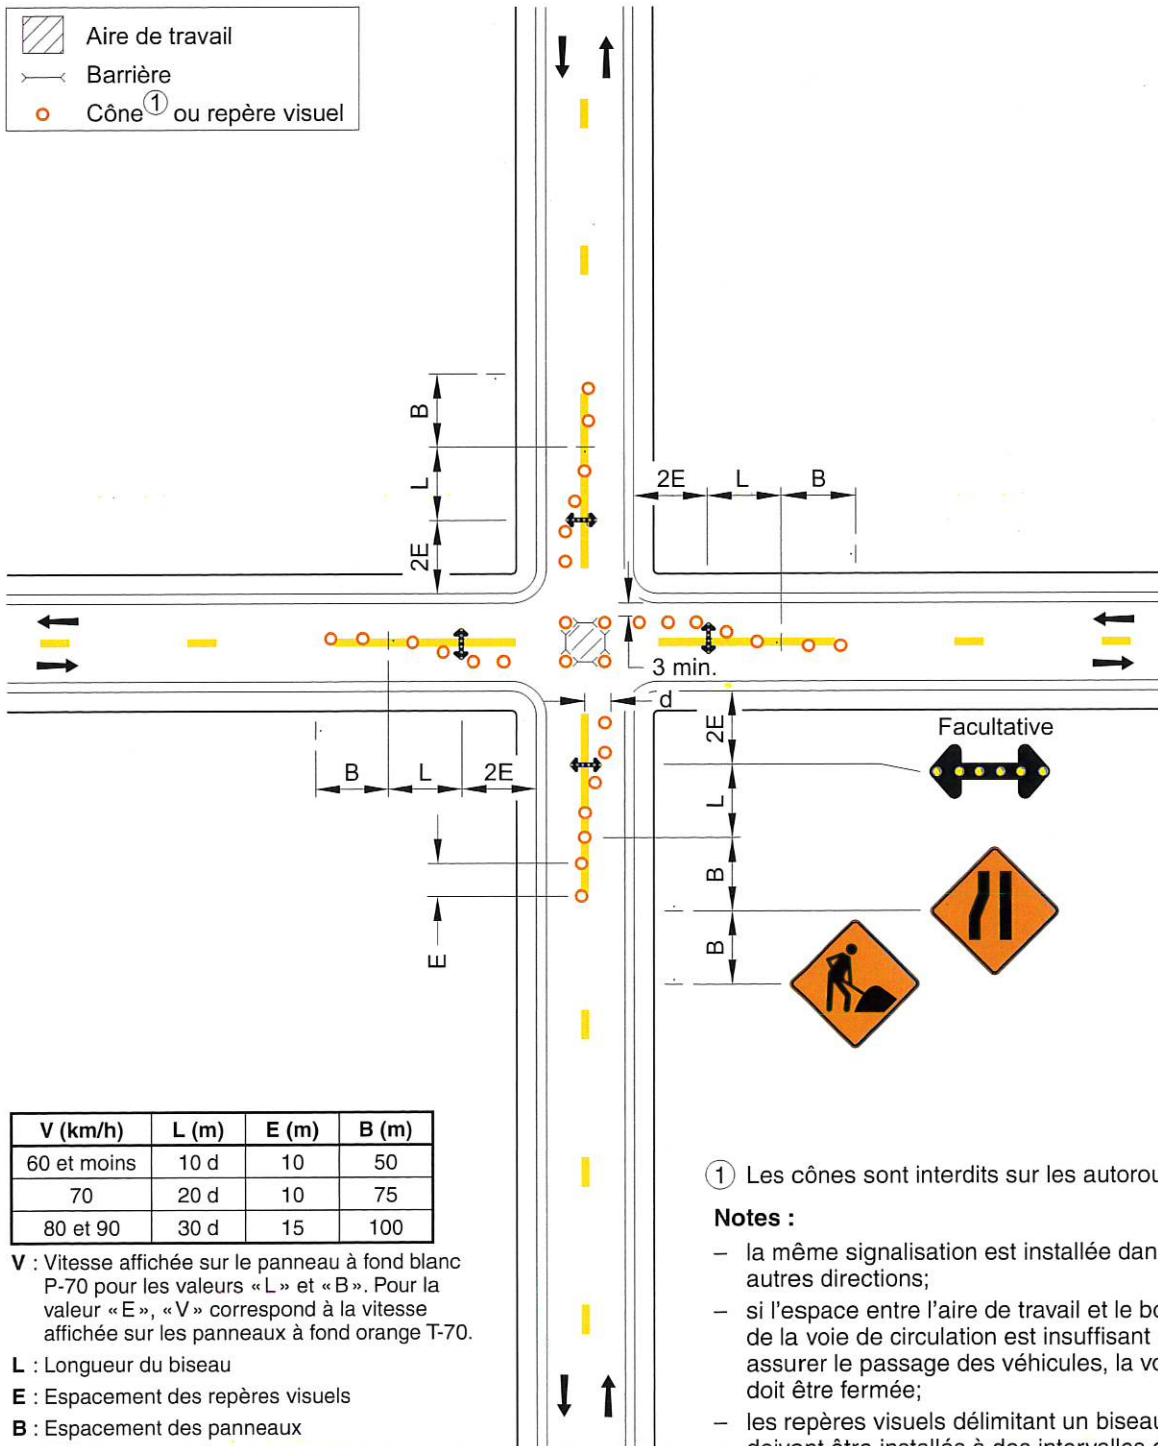 Aire de travail
Barrière
Cône ① ou repère visuel
B
L
2E
2E L B
3 min.
d
B L 2E
E
2E
L
B
B
Facultative
V (km/h) L (m) E (m) B (m)
60 et moins 10 d 10 50
70 20 d 10 75
80 et 90 30 d 15 100
V : Vitesse affichée sur le panneau à fond blanc
P-70 pour les valeurs « L » et « B ». Pour la
valeur « E », « V » correspond à la vitesse
affichée sur les panneaux à fond orange T-70.
L : Longueur du biseau
E : Espacement des repères visuels
B : Espacement des panneaux
① Les cônes sont interdits sur les
Notes :
– la même signalisation est installée
autres directions;
– si l'espace entre l'aire de travail et le
de la voie de circulation est insuffisant
assurer le passage des véhicules, la
doit être fermée;
– les repères visuels délimitant un
doivent être installés à des intervalles